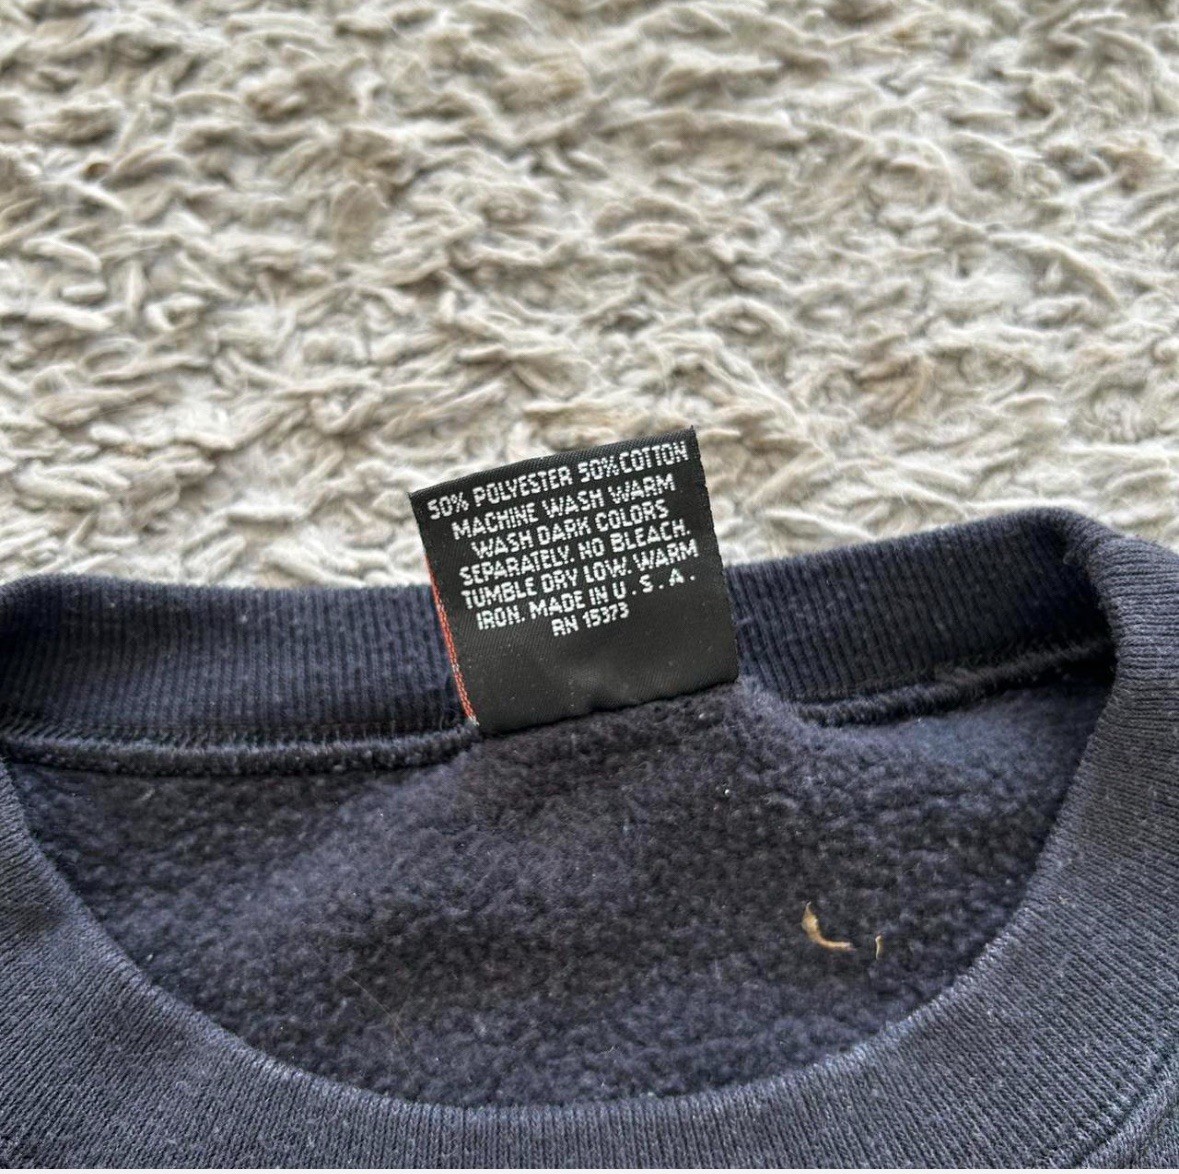 50% POLYESTER 50% COTTON
MACHINE WASH WARM
WASH DARK COLORS
SEPARATELY. NO BLEACH.
TUMBLE DRY LOW. WARM
IRON. MADE IN U.S.A.
RN 15373